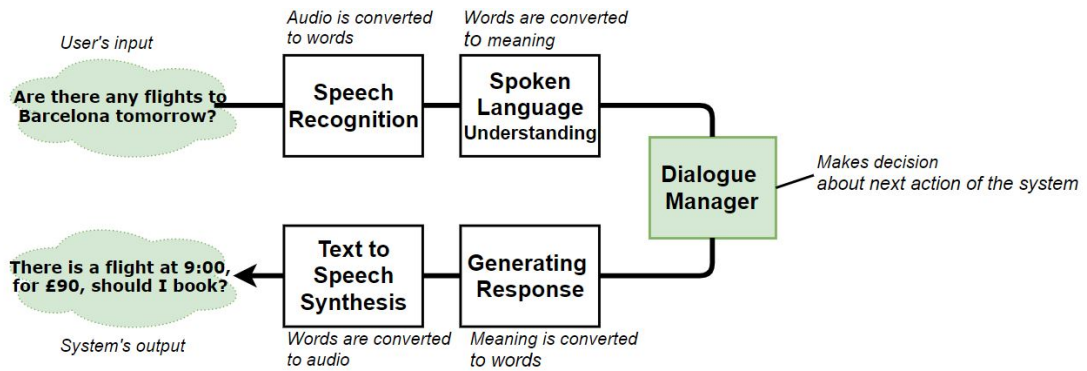 User's input
Are there any flights to
Barcelona tomorrow?
Audio is converted
to words
Speech
Recognition
Words are converted
to meaning
Spoken
Language
Understanding
Dialogue
Manager
Makes decision
about next action of the system
Generating
Response
Meaning is converted
to words
Text to
Speech
Synthesis
Words are converted
to audio
There is a flight at 9:00,
for £90, should I book?
System's output